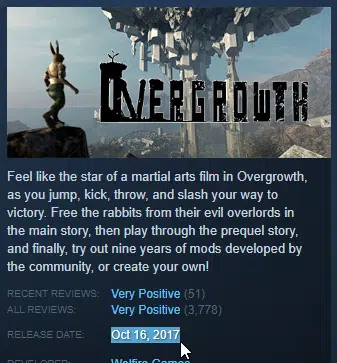 OVERGROWTH
Feel like the star of a martial arts film in Overgrowth,
as you jump, kick, throw, and slash your way to
victory. Free the rabbits from their evil overlords in
the main story, then play through the prequel story,
and finally, try out nine years of mods developed by
the community, or create your own!
RECENT REVIEWS: Very Positive (51)
ALL REVIEWS: Very Positive (3,778)
RELEASE DATE: Oct 16, 2017
DEVELOPER: Wolfire Games